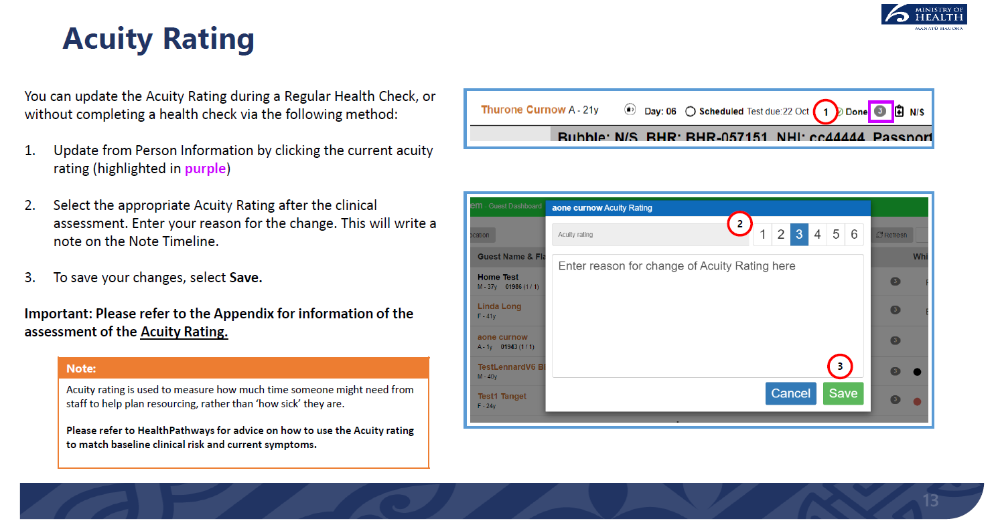 MINISTRY OF
HEALTH
MANATU HAUORA
Acuity Rating
You can update the Acuity Rating during a Regular Health Check, or
without completing a health check via the following method:
1. Update from Person Information by clicking the current acuity
rating (highlighted in purple)
2. Select the appropriate Acuity Rating after the clinical
assessment. Enter your reason for the change. This will write a
note on the Note Timeline.
3. To save your changes, select Save.
Important: Please refer to the Appendix for information of the
assessment of the Acuity Rating.
Note:
Acuity rating is used to measure how much time someone might need from
staff to help plan resourcing, rather than ‘how sick’ they are.
Please refer to HealthPathways for advice on how to use the Acuity rating
to match baseline clinical risk and current symptoms.
Thurone Curnow A - 21y Day: 06 Scheduled Test due:22 Oct 1 Done 3 N/S
Bubble: N/S BHR: BHR-057151 NHI: cc44444 Passport
em - Guest Dashboard aone curnow Acuity Rating
ocation Acuity rating 2 1 2 3 4 5 6 Refresh
Guest Name & Fla Whi
Enter reason for change of Acuity Rating here
Home Test 3
M - 37y 01986 (1 / 1)
Linda Long 3
F - 41y
aone curnow 3
A - 1y 01943 (1 / 1)
TestLennardV6 Bl 3 3
M - 40y
Test1 Tanget Cancel Save 3
F - 24y
13